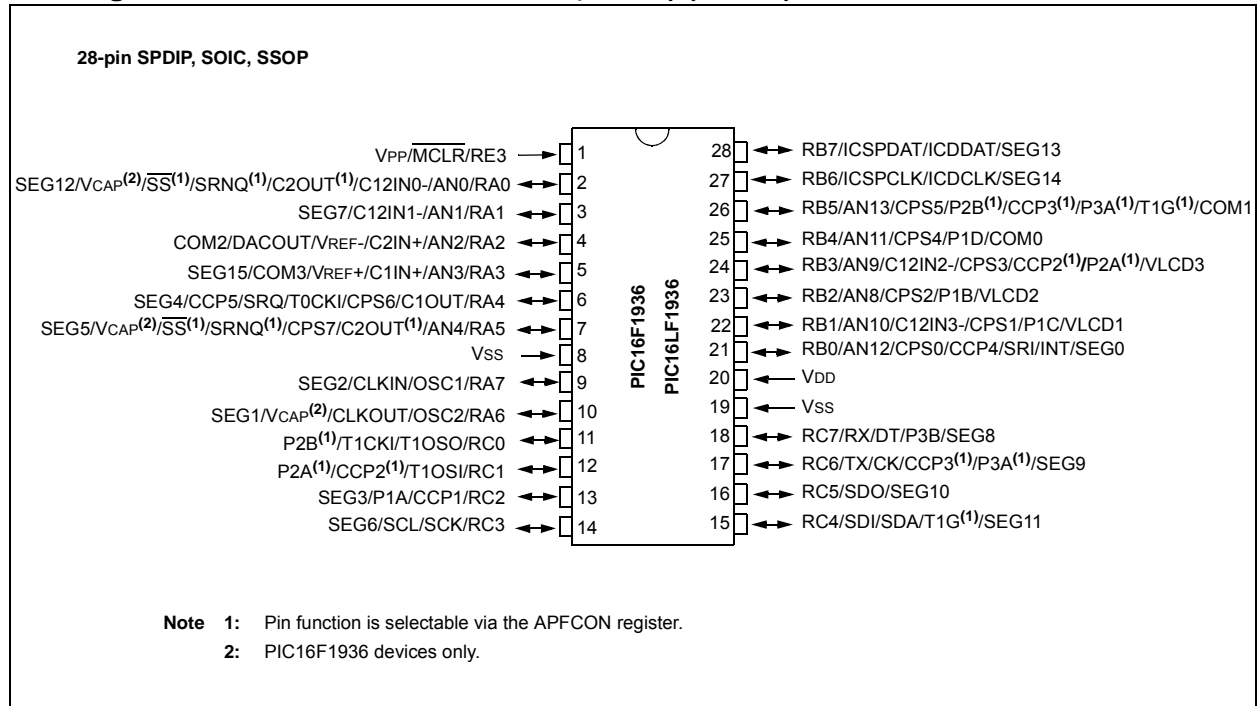 28-pin SPDIP, SOIC, SSOP
VPP/MCLR/RE3
SEG12/VCAP(2)/SS(1)/SRNQ(1)/C2OUT(1)/C12IN0-/AN0/RA0
SEG7/C12IN1-/AN1/RA1
COM2/DACOUT/VREF-/C2IN+/AN2/RA2
SEG15/COM3/VREF+/C1IN+/AN3/RA3
SEG4/CCP5/SRQ/T0CKI/CPS6/C1OUT/RA4
SEG5/VCAP(2)/SS(1)/SRNQ(1)/CPS7/C2OUT(1)/AN4/RA5
VSS
SEG2/CLKIN/OSC1/RA7
SEG1/VCAP(2)/CLKOUT/OSC2/RA6
P2B(1)/T1CKI/T1OSO/RC0
P2A(1)/CCP2(1)/T1OSI/RC1
SEG3/P1A/CCP1/RC2
SEG6/SCL/SCK/RC3
1
2
3
4
5
6
7
8
9
10
11
12
13
14
PIC16F1936
PIC16LF1936
28 RB7/ICSPDAT/ICDDAT/SEG13
27 RB6/ICSPCLK/ICDCLK/SEG14
26 RB5/AN13/CPS5/P2B(1)/CCP3(1)/P3A(1)/T1G(1)/COM1
25 RB4/AN11/CPS4/P1D/COM0
24 RB3/AN9/C12IN2-/CPS3/CCP2(1)/P2A(1)/VLCD3
23 RB2/AN8/CPS2/P1B/VLCD2
22 RB1/AN10/C12IN3-/CPS1/P1C/VLCD1
21 RB0/AN12/CPS0/CCP4/SRI/INT/SEG0
20 VDD
19 VSS
18 RC7/RX/DT/P3B/SEG8
17 RC6/TX/CK/CCP3(1)/P3A(1)/SEG9
16 RC5/SDO/SEG10
15 RC4/SDI/SDA/T1G(1)/SEG11
Note 1: Pin function is selectable via the APFCON register.
2: PIC16F1936 devices only.